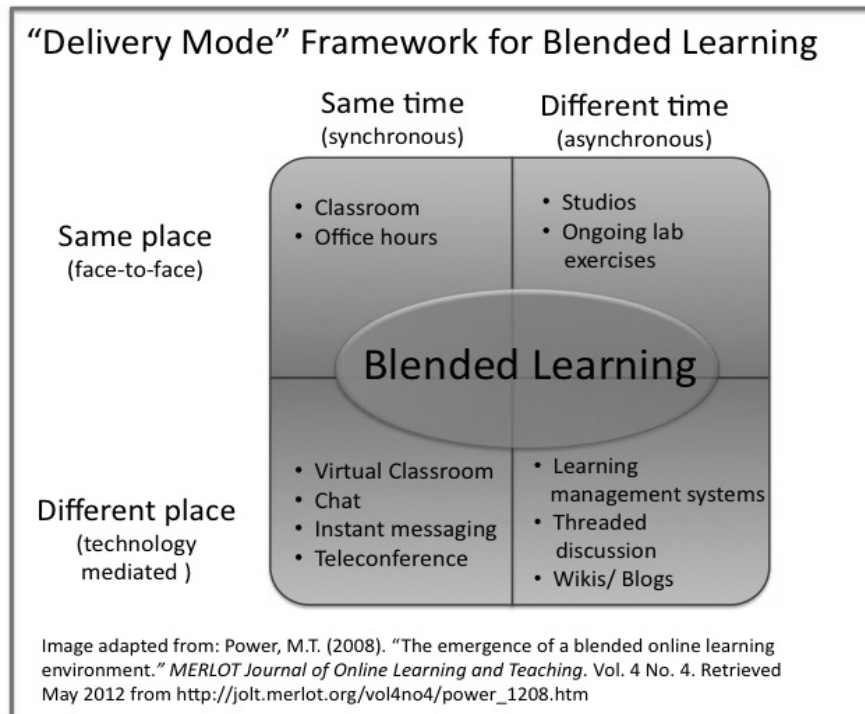 “Delivery Mode” Framework for Blended Learning
Same time
(synchronous)
Different time
(asynchronous)
Same place
(face-to-face)
• Classroom
• Office hours
• Studios
• Ongoing lab
exercises
Blended Learning
Different place
(technology
mediated )
• Virtual Classroom
• Chat
• Instant messaging
• Teleconference
• Learning
management systems
• Threaded
discussion
• Wikis/ Blogs
Image adapted from: Power, M.T. (2008). “The emergence of a blended online learning
environment.” MERLOT Journal of Online Learning and Teaching. Vol. 4 No. 4. Retrieved
May 2012 from http://jolt.merlot.org/vol4no4/power_1208.htm